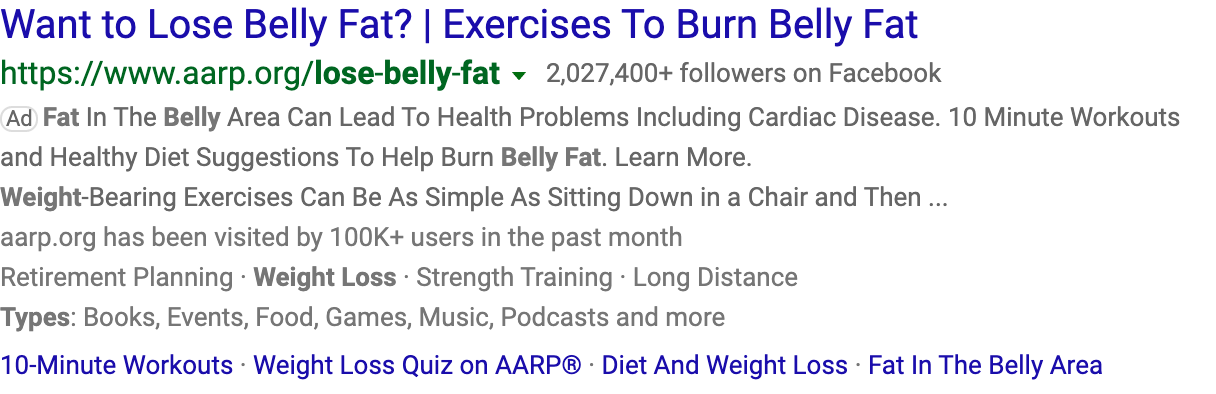 Want to Lose Belly Fat? | Exercises To Burn Belly Fat
https://www.aarp.org/lose-belly-fat 2,027,400+ followers on Facebook
Ad Fat In The Belly Area Can Lead To Health Problems Including Cardiac Disease. 10 Minute Workouts
and Healthy Diet Suggestions To Help Burn Belly Fat. Learn More.
Weight-Bearing Exercises Can Be As Simple As Sitting Down in a Chair and Then ...
aarp.org has been visited by 100K+ users in the past month
Retirement Planning · Weight Loss · Strength Training · Long Distance
Types: Books, Events, Food, Games, Music, Podcasts and more
10-Minute Workouts · Weight Loss Quiz on AARP® · Diet And Weight Loss · Fat In The Belly Area